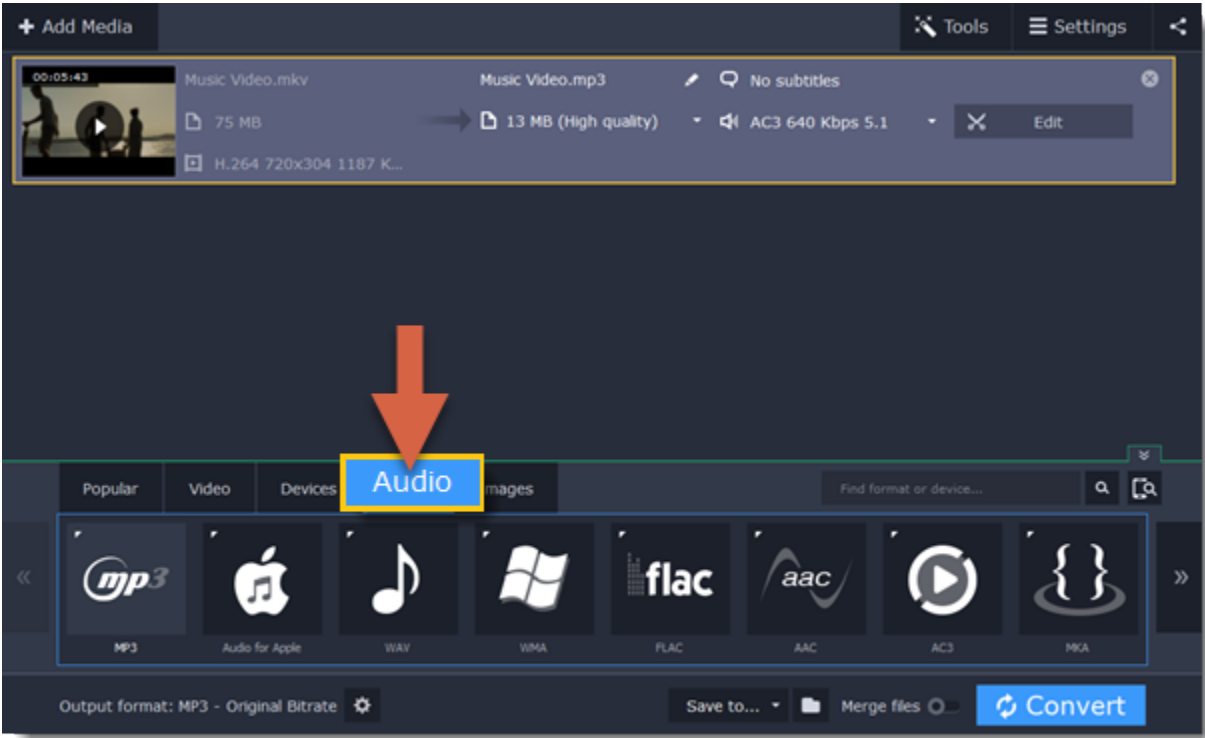 Add Media
Tools
Settings
00:05:43
Music Video.mkv
Music Video.mp3
No subtitles
75 MB
13 MB (High quality)
AC3 640 Kbps 5.1
Edit
H.264 720x304 1187 K...
Popular
Video
Devices
Audio
mages
Find format or device...
mp3
flac
aac
MP3
Audio for Apple
WAV
WMA
FLAC
AAC
AC3
MKA
Output format: MP3 - Original Bitrate
Save to...
Merge files
Convert